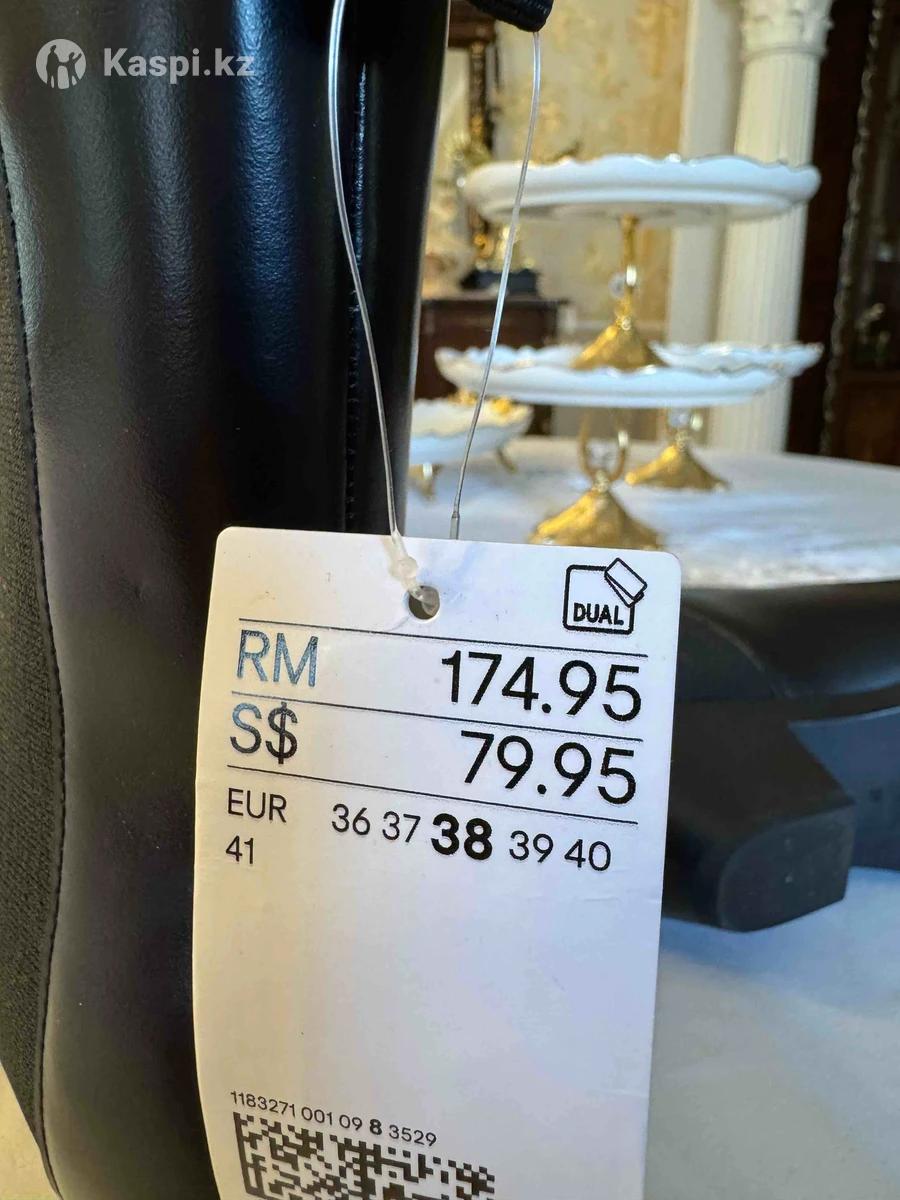 Kaspi.kz
DUAL
RM 174.95
S$ 79.95
EUR 36 37 38 39 40
41
1183271 001 09 8 3529